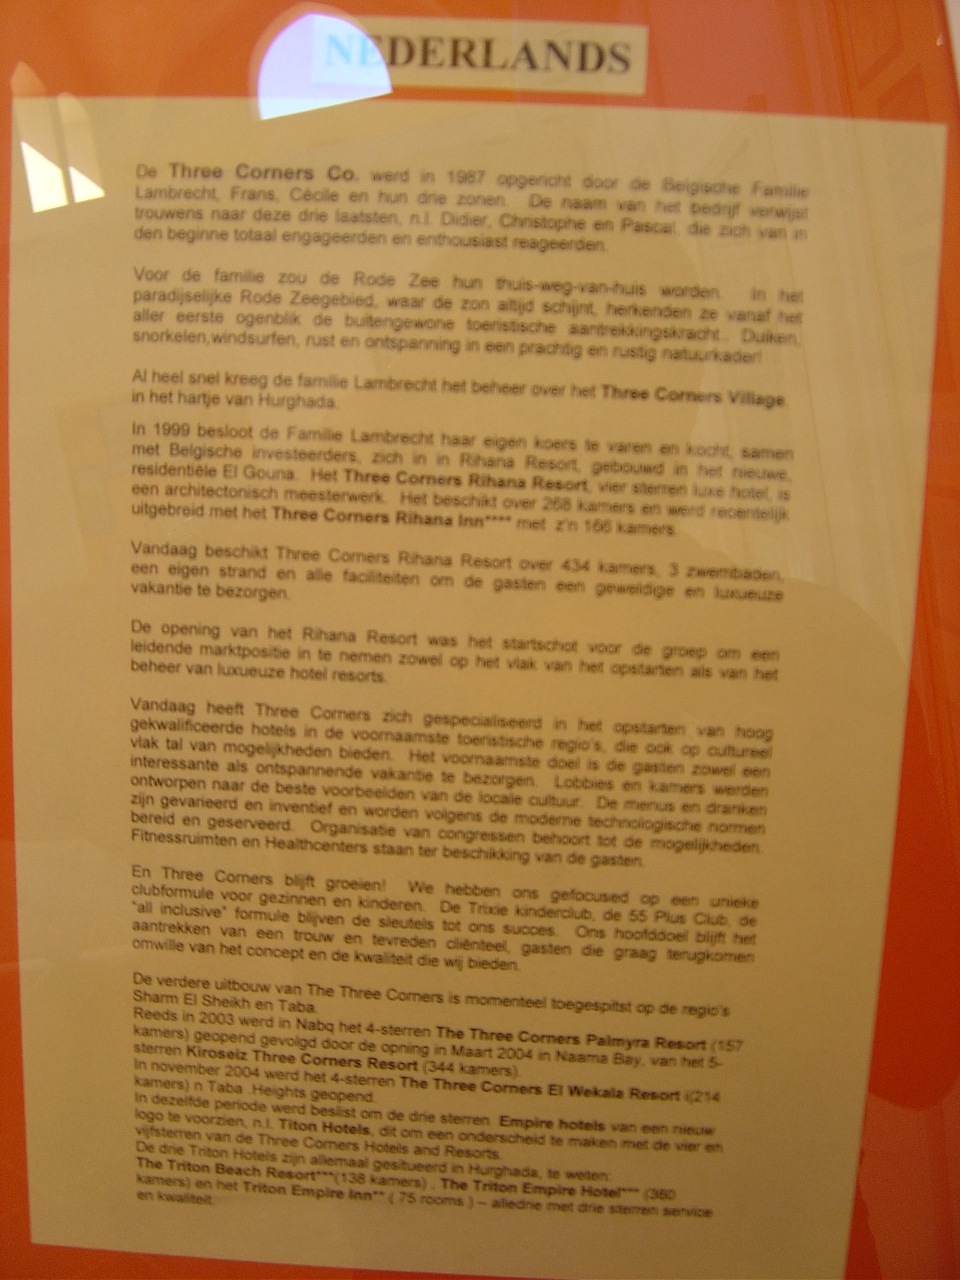 NEDERLANDS
De Three Corners Co. werd in 1987 opgericht door de Belgische Familie
Lambrecht, Frans, Cécile en hun drie zonen. De naam van het bedrijf verwijst
trouwens naar deze drie laatsten, n.l. Didier, Christophe en Pascal, die zich van in
den beginne totaal engageerden en enthousiast reageerden.
Voor de familie zou de Rode Zee hun thuis-weg-van-huis worden. In het
paradijselijke Rode Zeegebied, waar de zon altijd schijnt, herkenden ze vanaf het
aller eerste ogenblik de buitengewone toeristische aantrekkingskracht.. Duiken,
snorkelen,windsurfen, rust en ontspanning in een prachtig en rustig natuurkader!
Al heel snel kreeg de familie Lambrecht het beheer over het Three Corners Village,
in het hartje van Hurghada.
In 1999 besloot de Familie Lambrecht haar eigen koers te varen en kocht, samen
met Belgische investeerders, zich in in Rihana Resort, gebouwd in het nieuwe,
residentiële El Gouna. Het Three Corners Rihana Resort, vier sterren luxe hotel, is
een architectonisch meesterwerk. Het beschikt over 268 kamers en werd recentelijk
uitgebreid met het Three Corners Rihana Inn**** met z'n 166 kamers.
Vandaag beschikt Three Corners Rihana Resort over 434 kamers, 3 zwembaden,
een eigen strand en alle faciliteiten om de gasten een geweldige en luxueuze
vakantie te bezorgen.
De opening van het Rihana Resort was het startschot voor de groep om een
leidende marktpositie in te nemen zowel op het vlak van het opstarten als van het
beheer van luxueuze hotel resorts.
Vandaag heeft Three Corners zich gespecialiseerd in het opstarten van hoog
gekwalificeerde hotels in de voornaamste toeristische regio's, die ook op cultureel
vlak tal van mogelijkheden bieden. Het voornaamste doel is de gasten zowel een
interessante als ontspannende vakantie te bezorgen. Lobbies en kamers werden
ontworpen naar de beste voorbeelden van de locale cultuur. De menus en dranken
zijn gevarieerd en inventief en worden volgens de moderne technologische normen
bereid en geserveerd. Organisatie van congressen behoort tot de mogelijkheden.
Fitnessruimten en Healthcenters staan ter beschikking van de gasten.
En Three Corners blijft groeien! We hebben ons gefocused op een unieke
clubformule voor gezinnen en kinderen. De Trixie kinderclub, de 55 Plus Club, de
"all inclusive" formule blijven de sleutels tot ons succes. Ons hoofddoel blijft het
aantrekken van een trouw en tevreden cliënteel, gasten die graag terugkomen
omwille van het concept en de kwaliteit die wij bieden.
De verdere uitbouw van The Three Corners is momenteel toegespitst op de regio's
Sharm El Sheikh en Taba.
Reeds in 2003 werd in Nabq het 4-sterren The Three Corners Palmyra Resort (157
kamers) geopend gevolgd door de opning in Maart 2004 in Naama Bay, van het 5-
sterren Kiroseiz Three Corners Resort (344 kamers).
In november 2004 werd het 4-sterren The Three Corners El Wekala Resort i(214
kamers) n Taba .Heights geopend.
In dezelfde periode werd beslist om de drie sterren Empire hotels van een nieuw
logo te voorzien, n.l. Titon Hotels, dit om een onderscheid te maken met de vier en
vijfsterren van de Three Corners Hotels and Resorts.
De drie Triton Hotels zijn allemaal gesitueerd in Hurghada, te weten:
The Triton Beach Resort***(138 kamers) , The Triton Empire Hotel*** (360
kamers) en het Triton Empire Inn** ( 75 rooms ) – alledrie met drie sterren service
en kwaliteit.